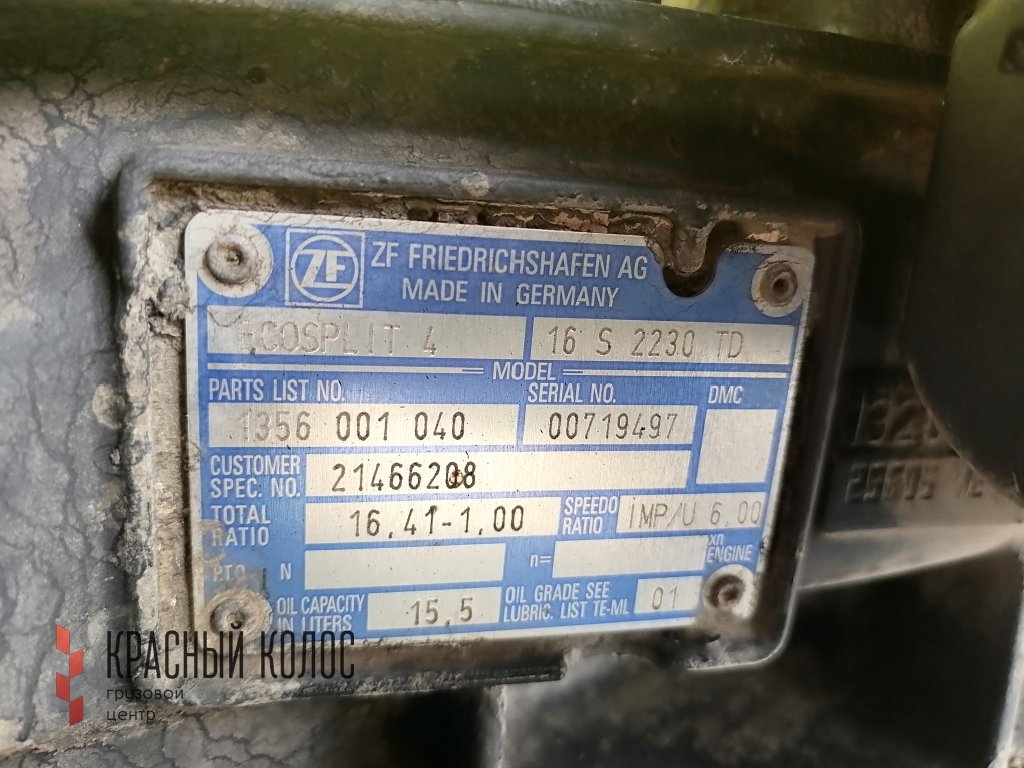 ZF
ZF FRIEDRICHSHAFEN AG
MADE IN GERMANY
ECOSPLIT 4
16 S 2230 TD
MODEL
PARTS LIST NO.
SERIAL NO.
DMC
1356 001 040
00719497
CUSTOMER
SPEC. NO.
21466208
TOTAL
RATIO
16,41-1,00
SPEEDO
RATIO
IMP/U 6,00
PTO
N
n=
xn
ENGINE
OIL CAPACITY
IN LITERS
15,5
OIL GRADE SEE
LUBRIC. LIST TE-ML
01
КРАСНЫЙ КОЛОС
грузовой
центр